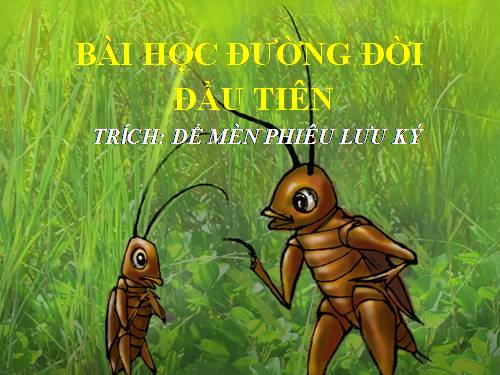 BÀI HỌC ĐƯỜNG ĐỜI
ĐẦU TIÊN
TRÍCH: DẾ MÈN PHIÊU LƯU KÝ